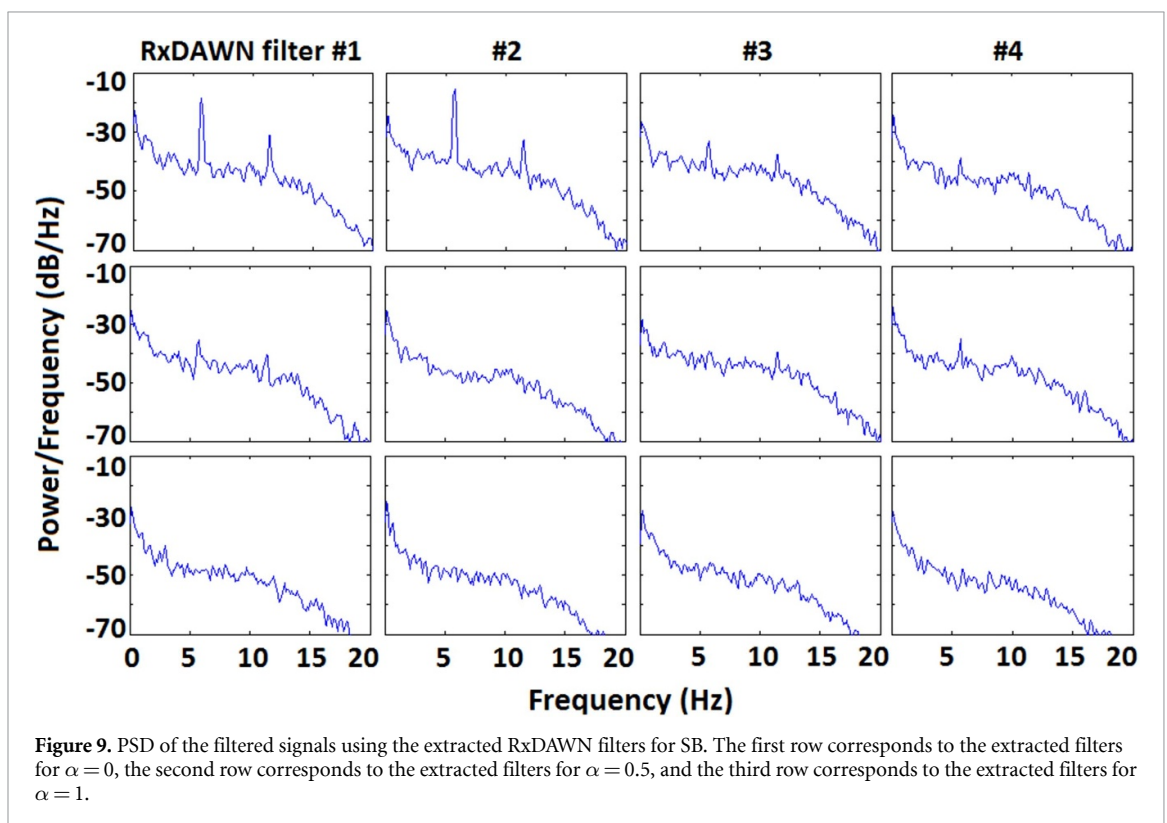 RxDAWN filter #1 #2 #3 #4
-10
-30
-50
-70
-10
-30
-50
-70
-10
-30
-50
-70
Power/Frequency (dB/Hz)
0 5 10 15 20 5 10 15 20 5 10 15 20 5 10 15 20
Frequency (Hz)
Figure 9. PSD of the filtered signals using the extracted RxDAWN filters for SB. The first row corresponds to the extracted filters
for α = 0, the second row corresponds to the extracted filters for α = 0.5, and the third row corresponds to the extracted filters for
α = 1.